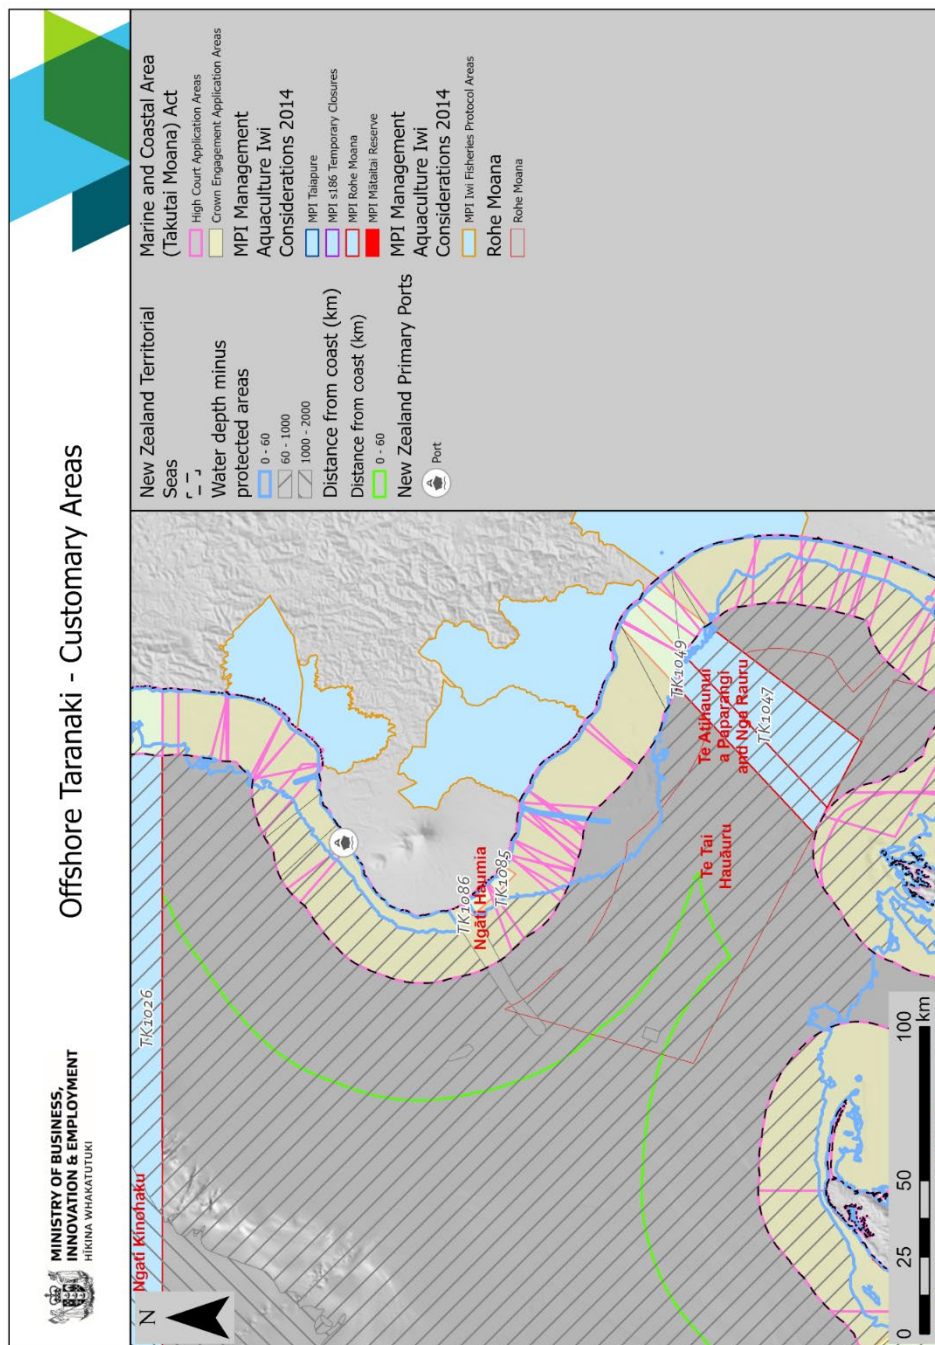 MINISTRY OF BUSINESS,
INNOVATION & EMPLOYMENT
HĪKINA WHAKATUTUKI
Offshore Taranaki - Customary Areas
N
Ngati Kinohaku
TK1026
TK1086
Ngāti Haumia
TK1085
Te Tai
Hauāuru
TK1049
Te Atihaunui
a Paparangi
and Nga Rauru
TK1047
0
25
50
100
km
New Zealand Territorial
Seas
Water depth minus
protected areas
0 - 60
60 - 1000
1000 - 2000
Distance from coast (km)
Distance from coast (km)
0 - 60
New Zealand Primary Ports
Port
Marine and Coastal Area
(Takutai Moana) Act
High Court Application Areas
Crown Engagement Application Areas
MPI Management
Aquaculture Iwi
Considerations 2014
MPI Taiapure
MPI s186 Temporary Closures
MPI Rohe Moana
MPI Mātaitai Reserve
MPI Management
Aquaculture Iwi
Considerations 2014
MPI Iwi Fisheries Protocol Areas
Rohe Moana
Rohe Moana